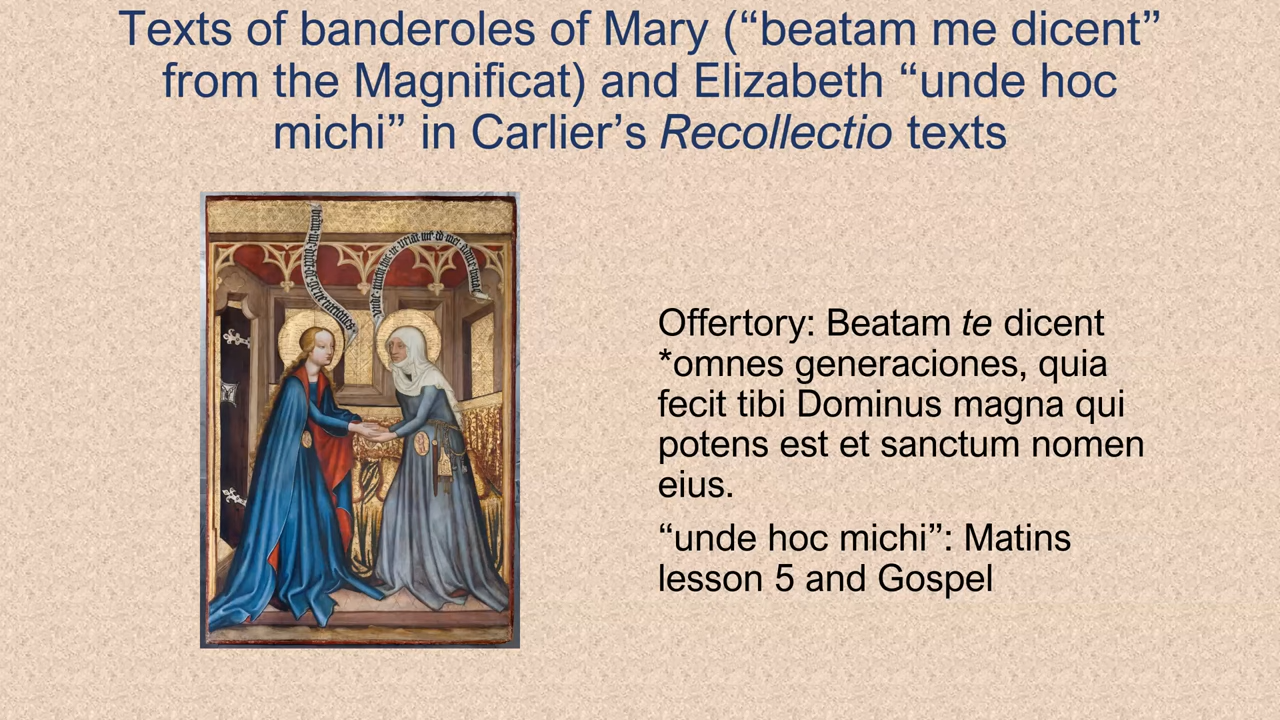 Texts of banderoles of Mary (“beatam me dicent”
from the Magnificat) and Elizabeth “unde hoc
michi” in Carlier’s Recollectio texts
Offertory: Beatam te dicent
*omnes generaciones, quia
fecit tibi Dominus magna qui
potens est et sanctum nomen
eius.
“unde hoc michi”: Matins
lesson 5 and Gospel